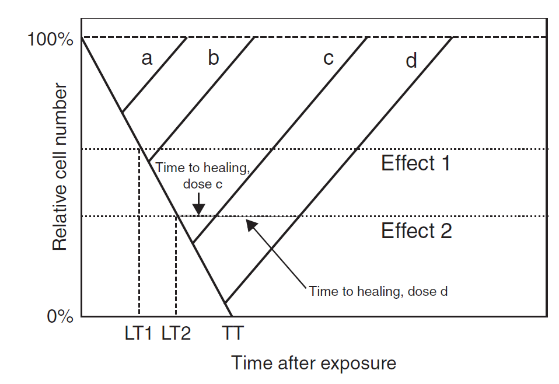 100%
a
b
c
d
Relative cell number
Effect 1
Time to healing,
dose c
Effect 2
Time to healing, dose d
0%
LT1 LT2 TT
Time after exposure